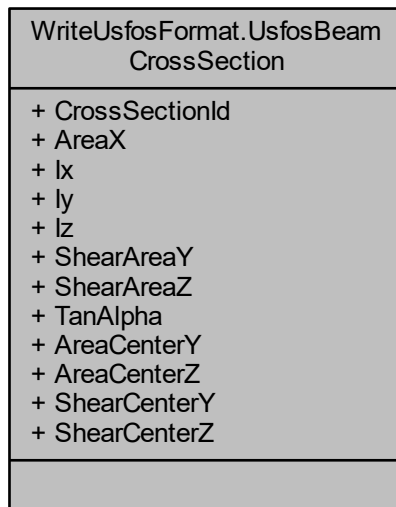 WriteUsfosFormat.UsfosBeam
CrossSection
+ CrossSectionId
+ AreaX
+ Ix
+ Iy
+ Iz
+ ShearAreaY
+ ShearAreaZ
+ TanAlpha
+ AreaCenterY
+ AreaCenterZ
+ ShearCenterY
+ ShearCenterZ